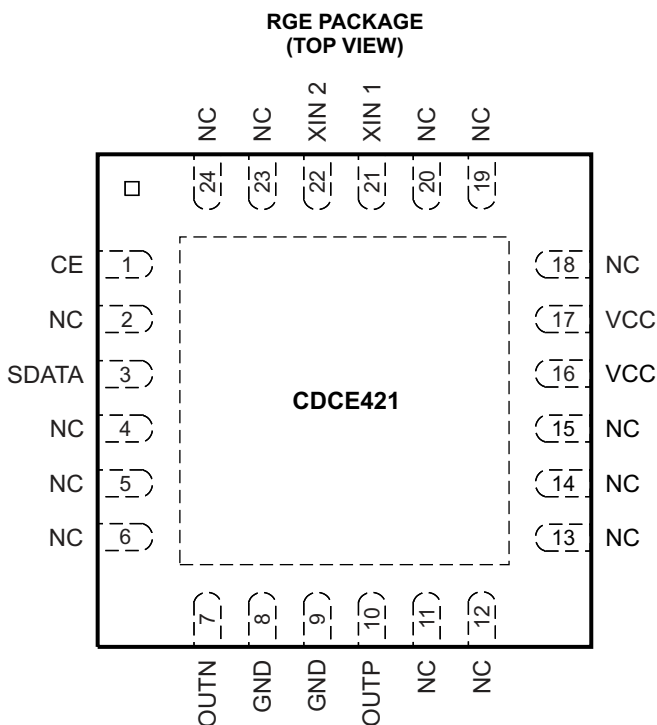 RGE PACKAGE
(TOP VIEW)
NC NC XIN 2 XIN 1 NC NC
24 23 22 21 20 19
CE 1 18 NC
NC 2 17 VCC
SDATA 3 16 VCC
CDCE421
NC 4 15 NC
NC 5 14 NC
NC 6 13 NC
7 8 9 10 11 12
OUTN GND GND OUTP NC NC